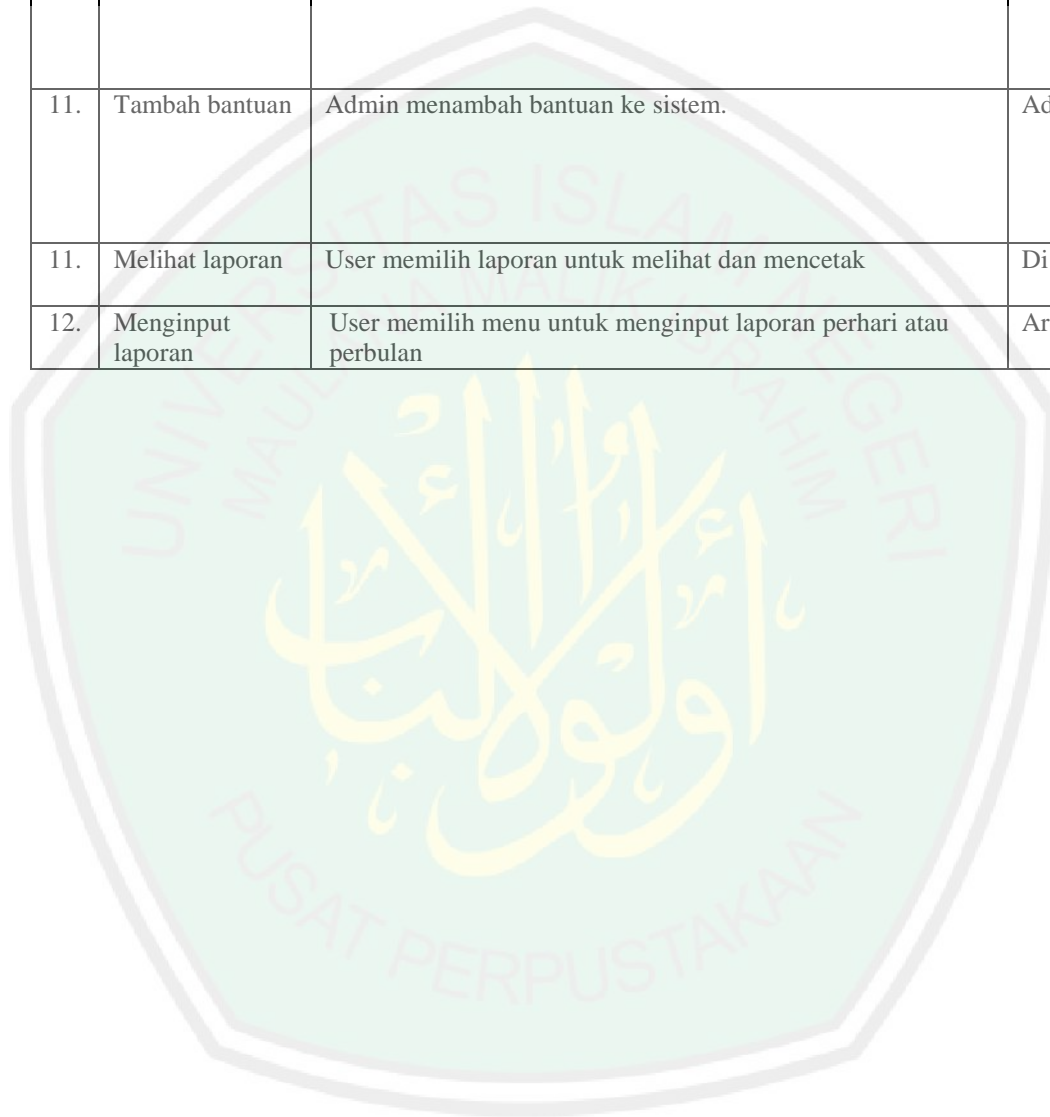 11. Tambah bantuan Admin menambah bantuan ke sistem. Ad
11. Melihat laporan User memilih laporan untuk melihat dan mencetak Di
12. Menginput User memilih menu untuk menginput laporan perhari atau Ar
laporan perbulan
UNIVERSITAS ISLAM NEGERI
MAULANA MALIK IBRAHIM
أولوا الألباب
PUSAT PERPUSTAKAAN